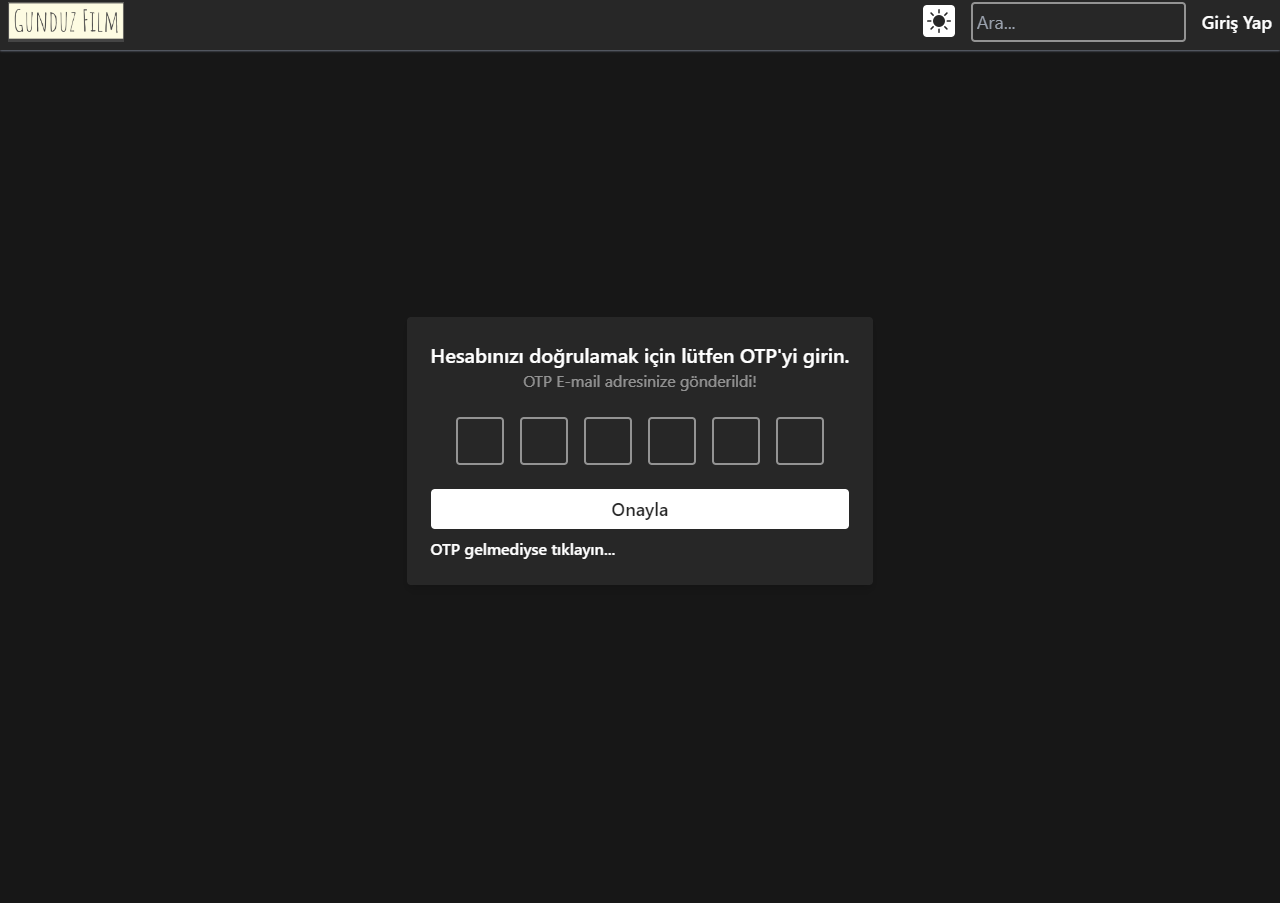 Gunduz Film
Ara...
Giriş Yap
Hesabınızı doğrulamak için lütfen OTP'yi girin.
OTP E-mail adresinize gönderildi!
Onayla
OTP gelmediyse tıklayın...